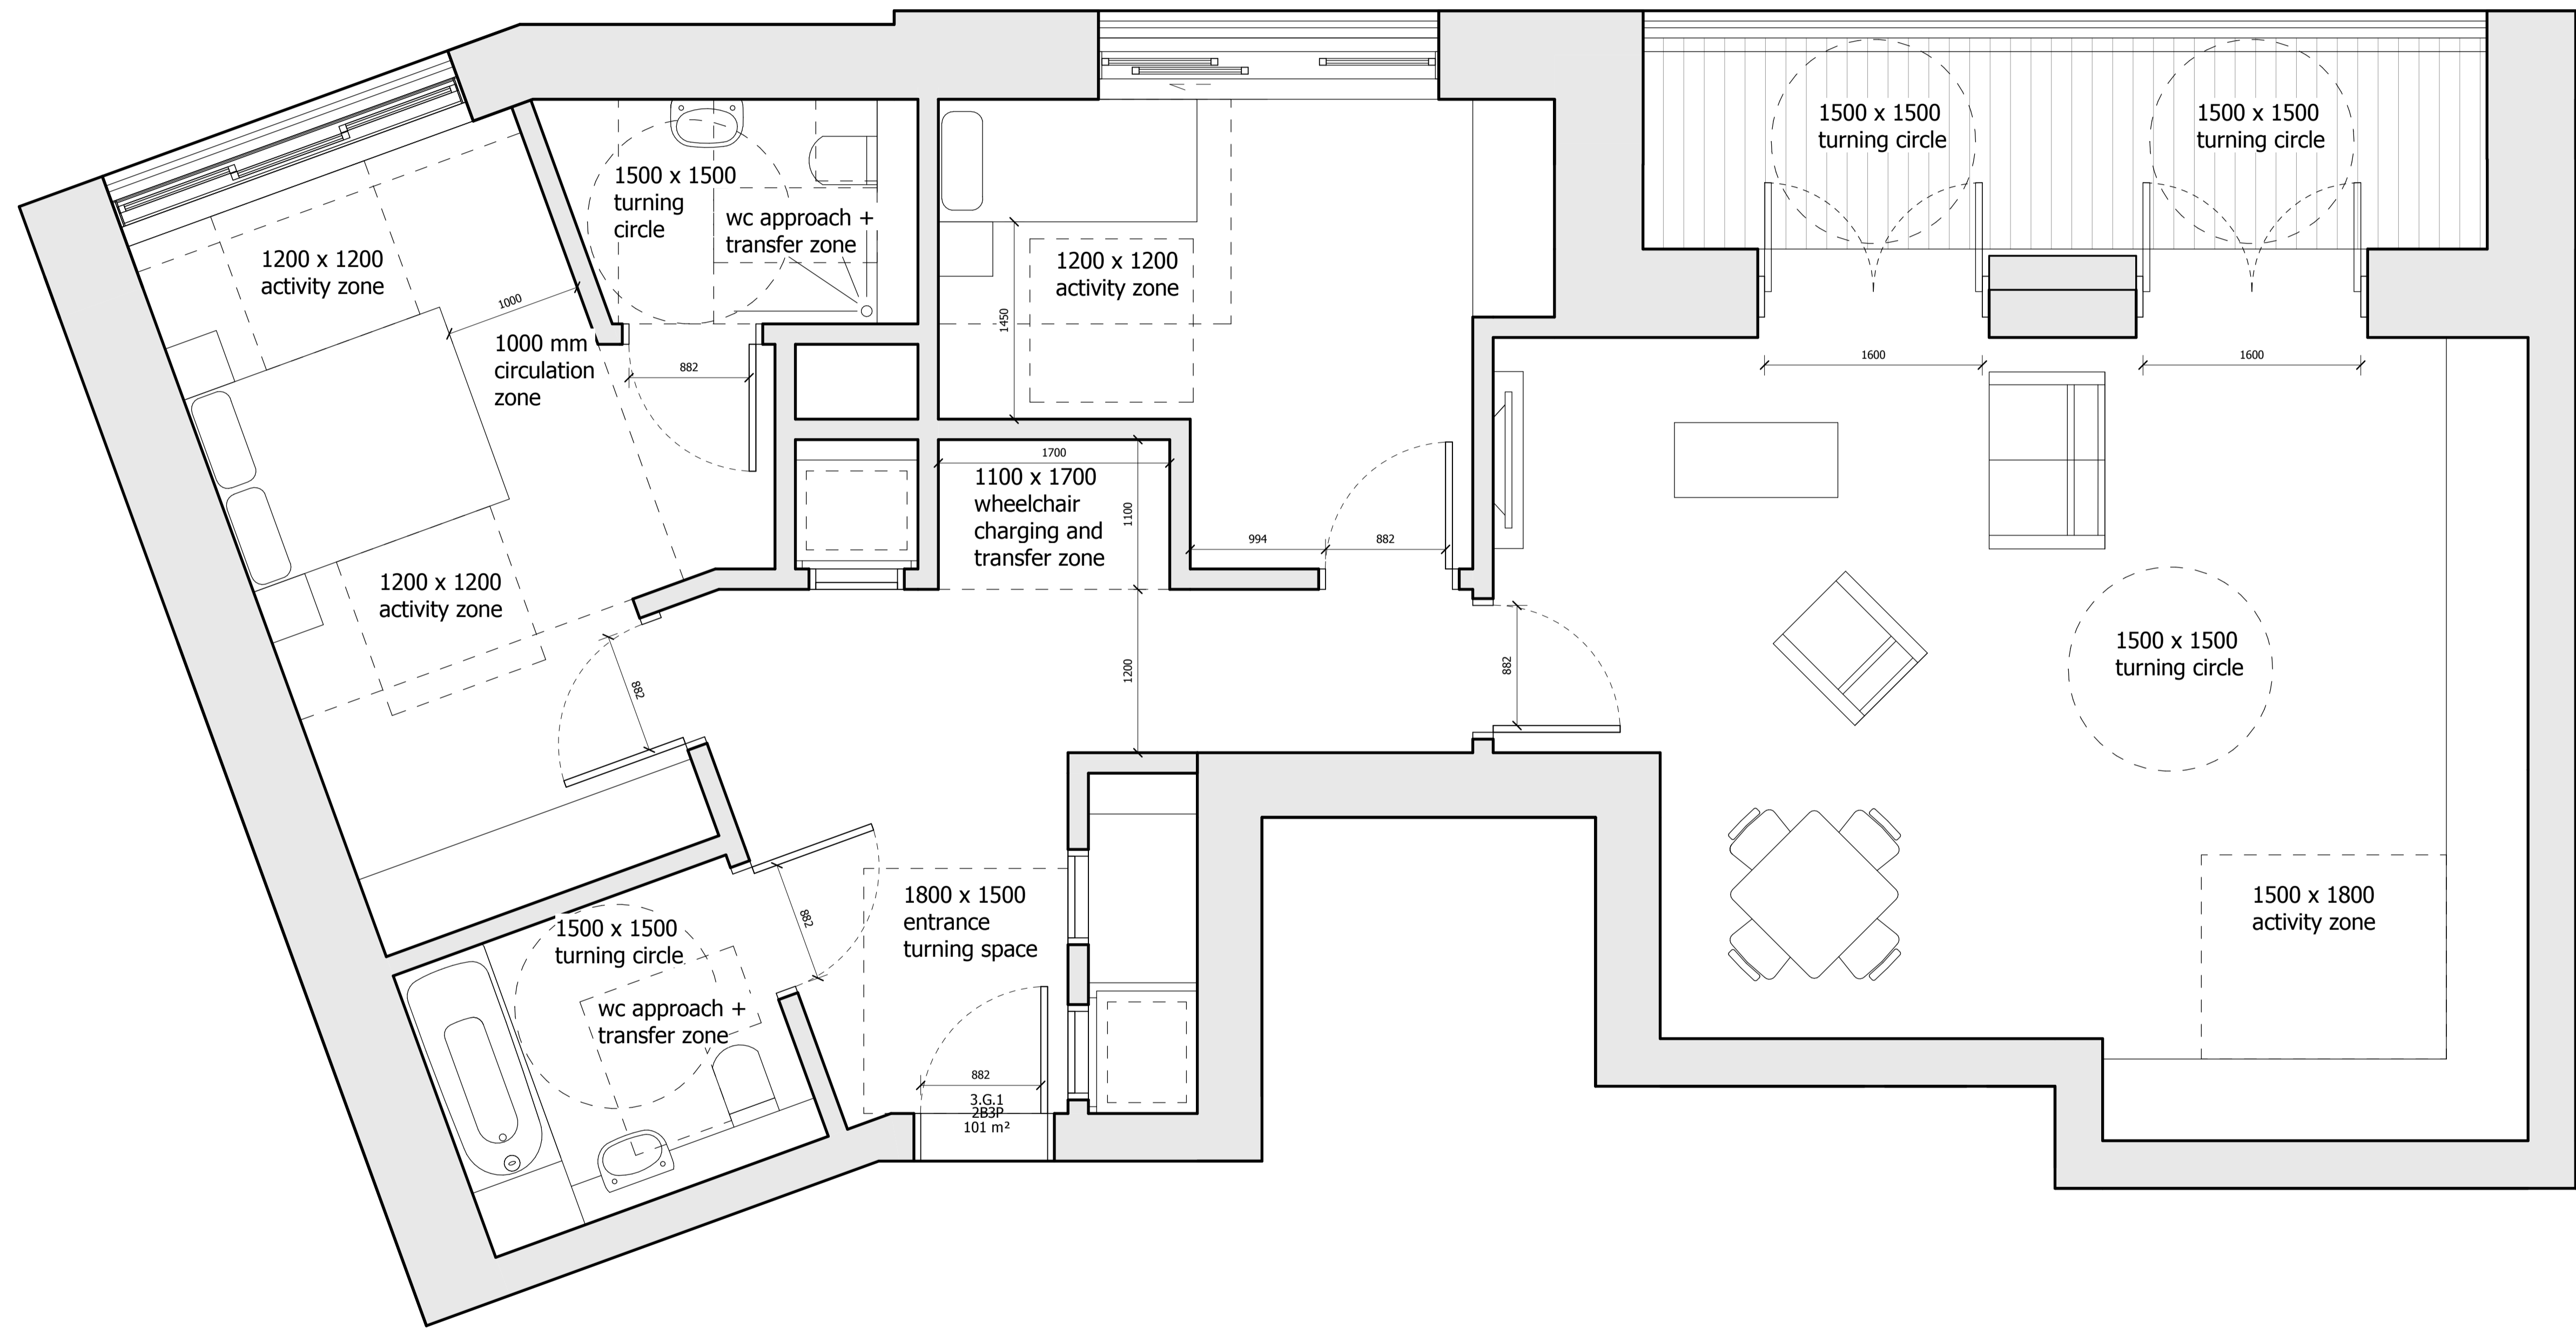 1500 x 1500
turning circle
1500 x 1500
turning circle
1500 x 1500
turning
circle
wc approach +
transfer zone
1200 x 1200
activity zone
1200 x 1200
activity zone
1000
1450
1000 mm
circulation
zone
882
1600
1600
1700
1100 x 1700
wheelchair
charging and
transfer zone
1100
994
882
1200 x 1200
activity zone
882
1200
882
1500 x 1500
turning circle
1800 x 1500
entrance
turning space
882
1500 x 1500
turning circle
wc approach +
transfer zone
1500 x 1800
activity zone
882
3.G.1
2B3P
101 m²